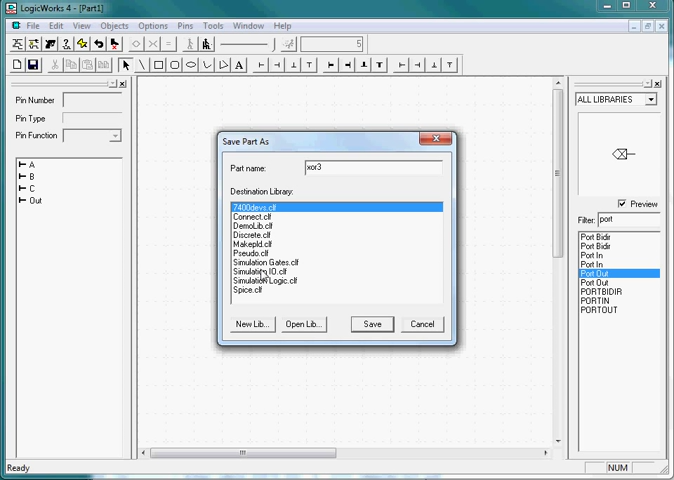 LogicWorks 4 - [Part1]
File Edit View Objects Options Pins Tools Window Help
5
A
Pin Number
Pin Type
Pin Function
A
B
C
Out
Save Part As
Part name: xor3
Destination Library:
7400devs.clf
Connect.clf
DemoLib.clf
Discrete.clf
Makepld.clf
Pseudo.clf
Simulation Gates.clf
Simulation IO.clf
Simulation Logic.clf
Spice.clf
New Lib... Open Lib... Save Cancel
ALL LIBRARIES
Preview
Filter: port
Port Bidir
Port Bidir
Port In
Port In
Port Out
Port Out
PORTBIDIR
PORTIN
PORTOUT
Ready
NUM